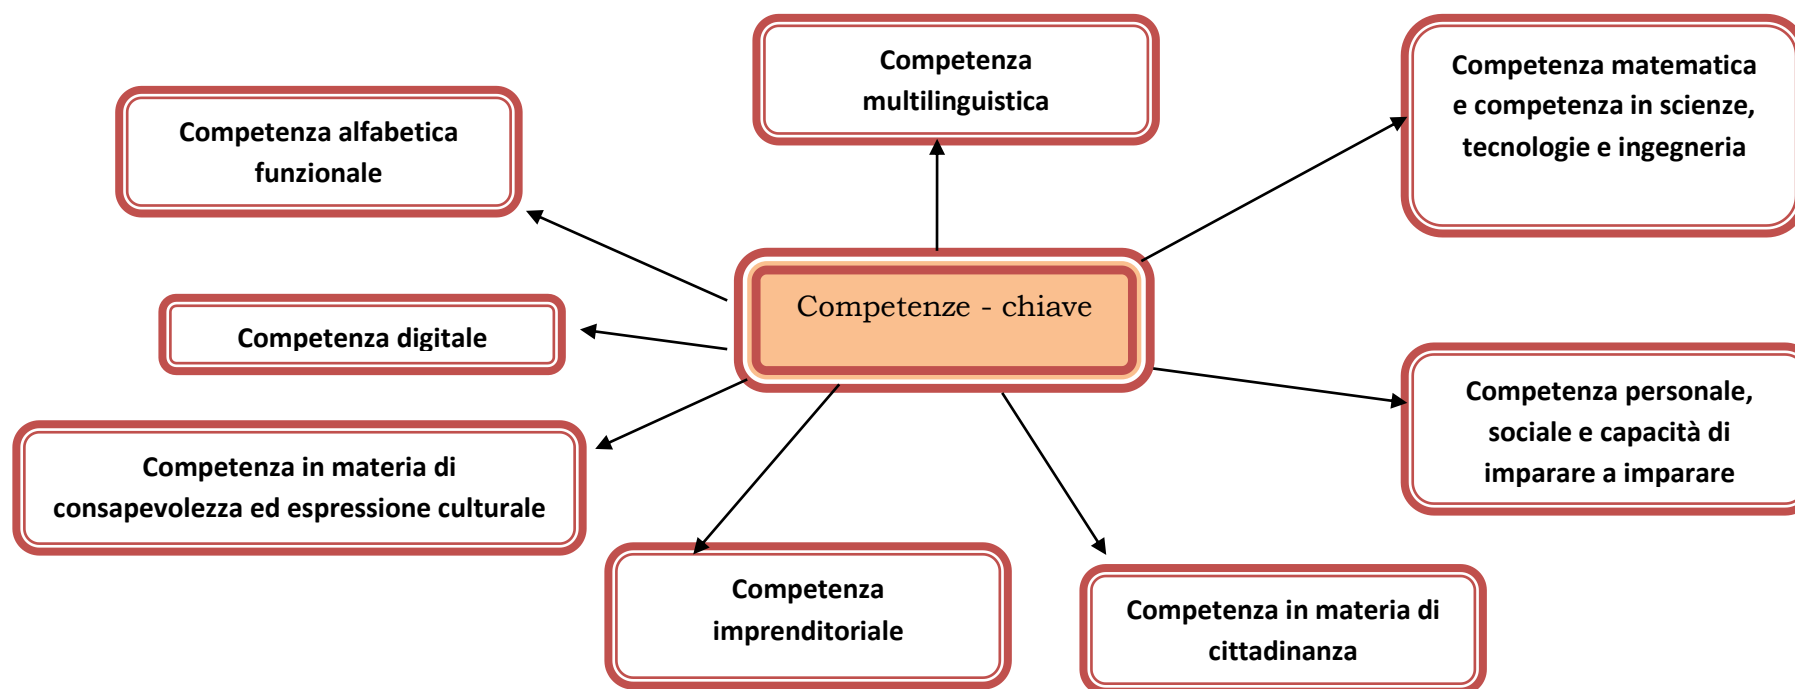 Competenza
multilinguistica
Competenza matematica
e competenza in scienze,
tecnologie e ingegneria
Competenza alfabetica
funzionale
Competenze - chiave
Competenza digitale
Competenza personale,
sociale e capacità di
imparare a imparare
Competenza in materia di
consapevolezza ed espressione culturale
Competenza
imprenditoriale
Competenza in materia di
cittadinanza